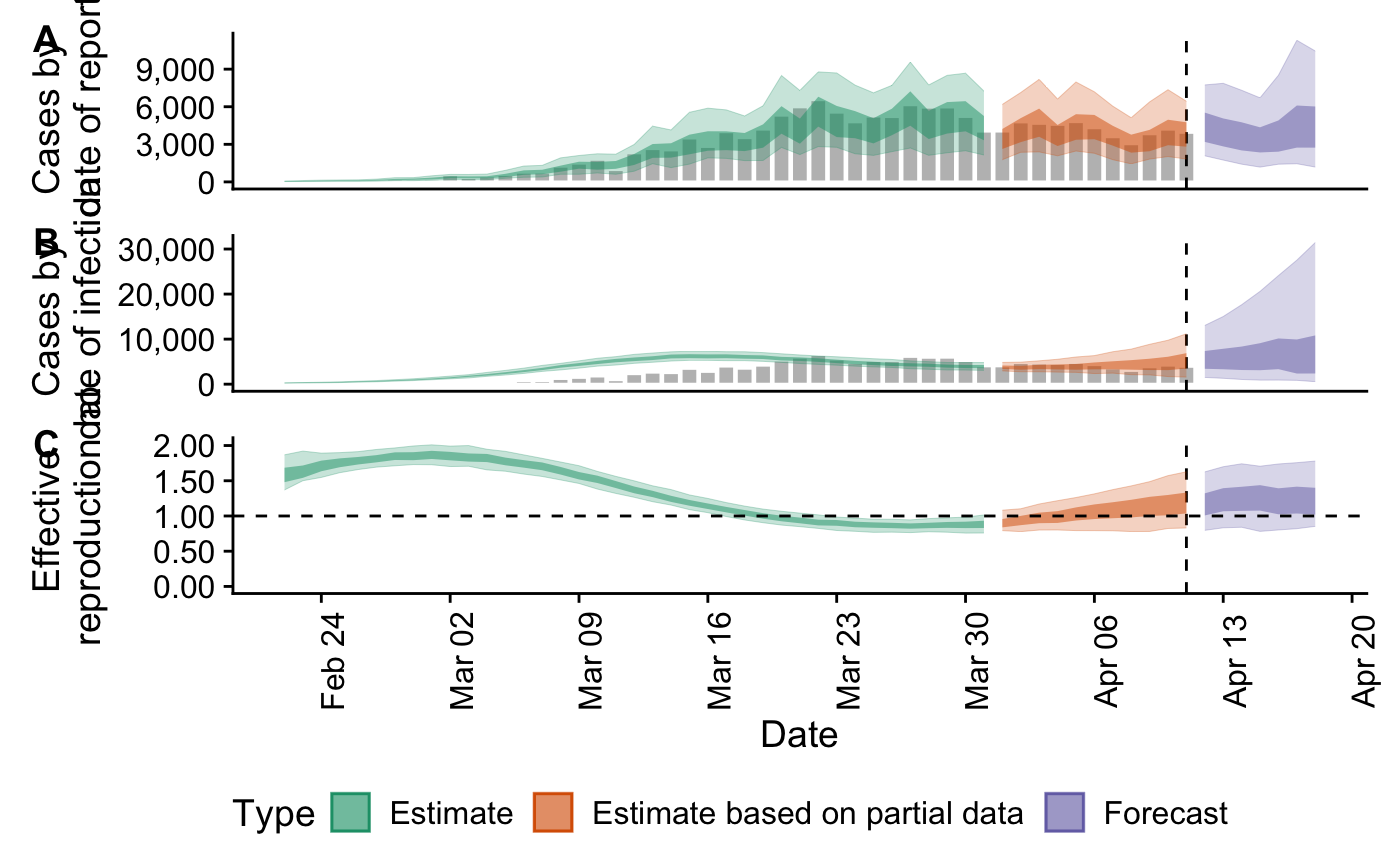 A
Cases by
date of report
9,000
6,000
3,000
0
B
Cases by
date of infection
30,000
20,000
10,000
0
C
Effective
reproduction no.
2.00
1.50
1.00
0.50
0.00
Feb 24
Mar 02
Mar 09
Mar 16
Mar 23
Mar 30
Apr 06
Apr 13
Apr 20
Date
Type
Estimate
Estimate based on partial data
Forecast